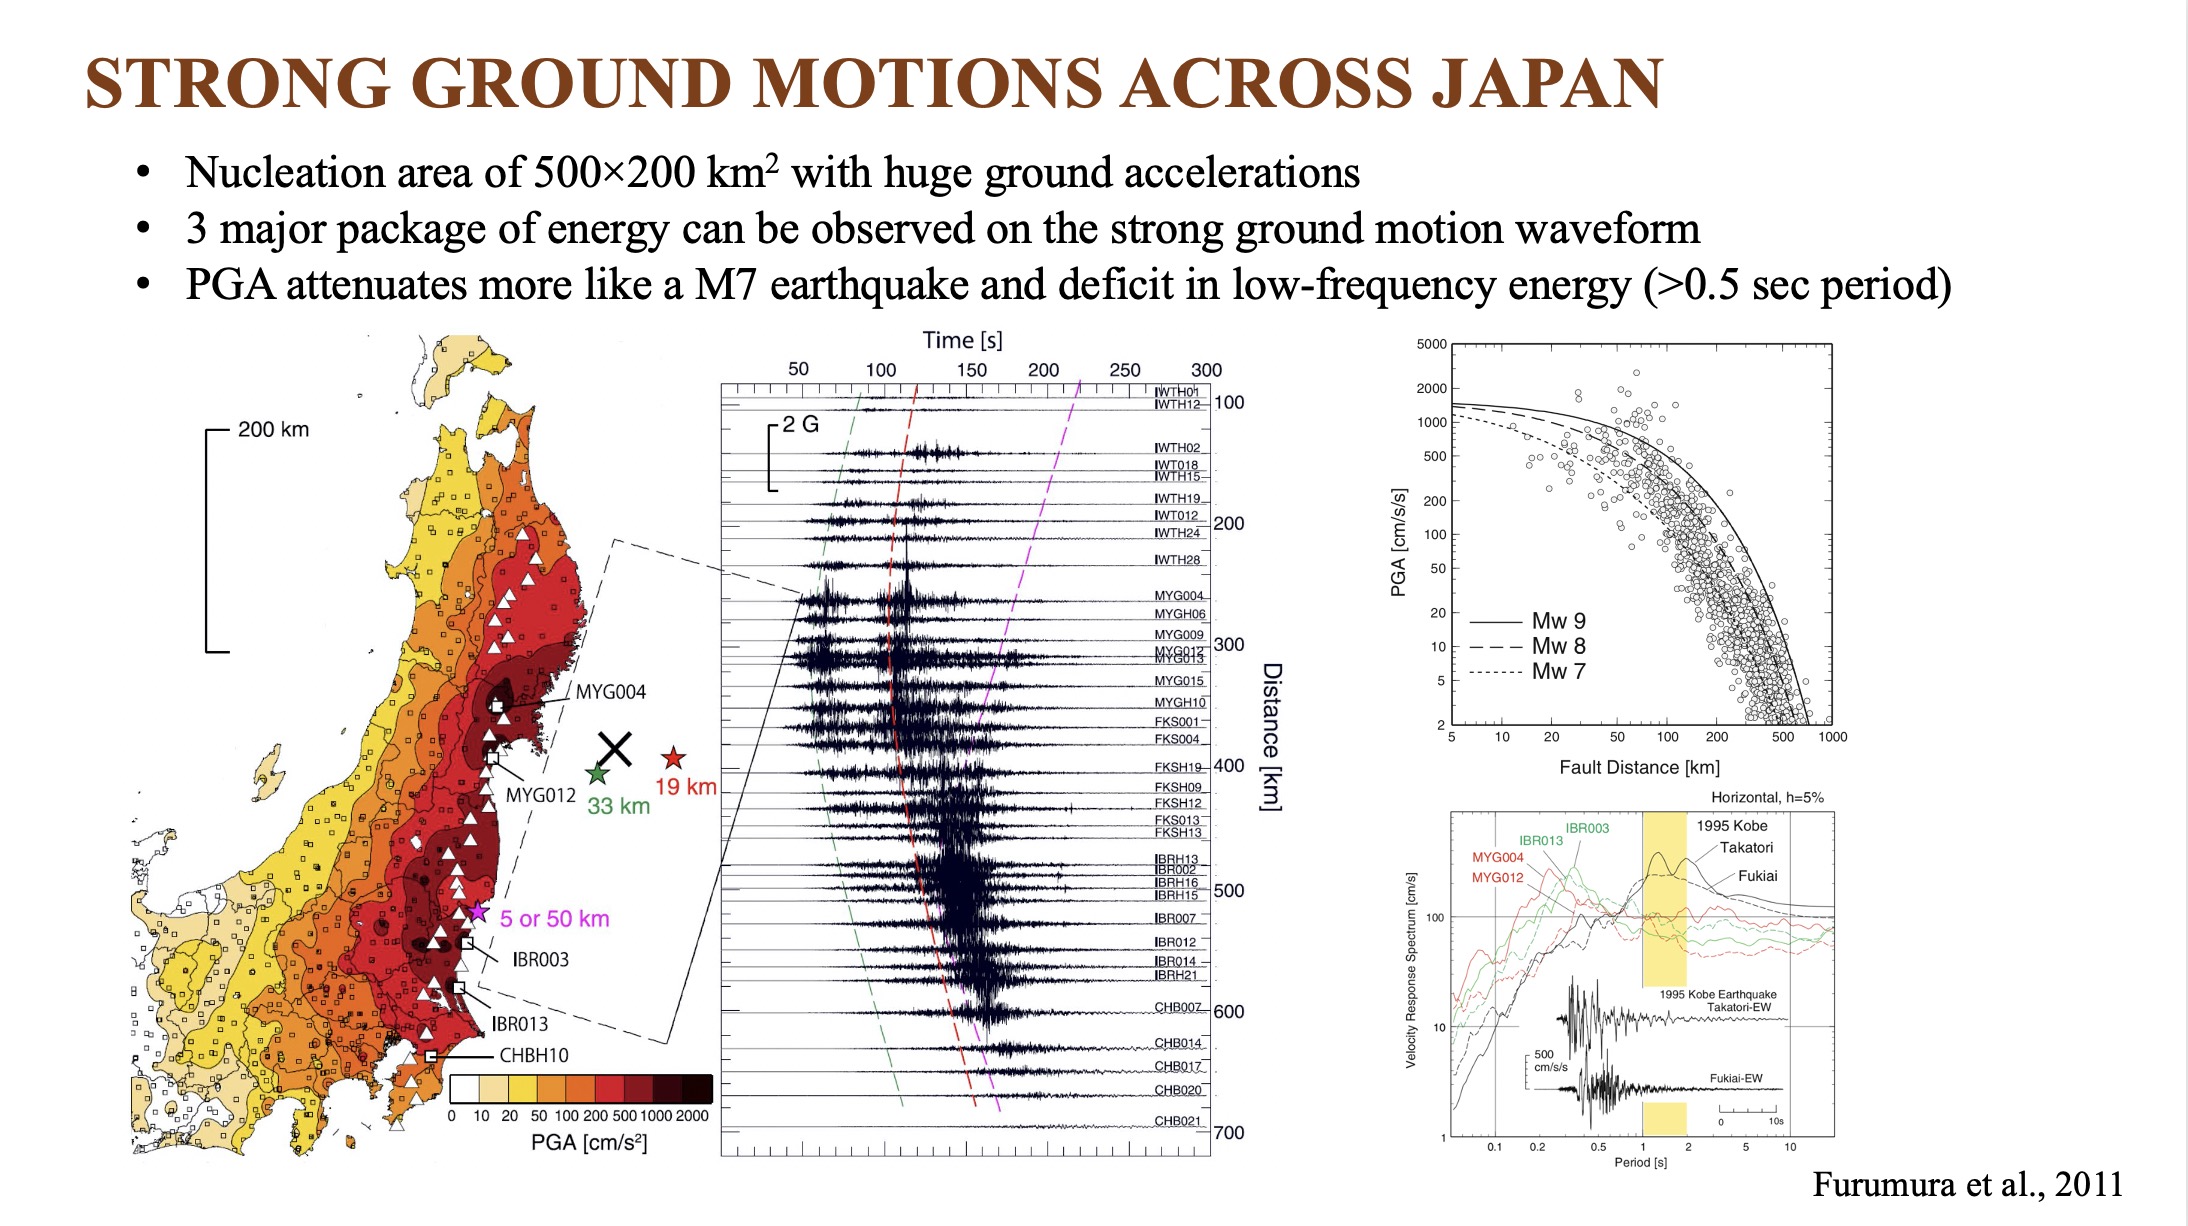 STRONG GROUND MOTIONS ACROSS JAPAN
• Nucleation area of 500×200 km² with huge ground accelerations
• 3 major package of energy can be observed on the strong ground motion waveform
• PGA attenuates more like a M7 earthquake and deficit in low-frequency energy (>0.5 sec period)
200 km
MYG004
MYG012
33 km
19 km
5 or 50 km
IBR003
IBR013
CHBH10
0 10 20 50 100 200 500 1000 2000
PGA [cm/s²]
Time [s]
50 100 150 200 250 300
2 G
IWTH01
IWTH12
IWTH02
IWT018
IWTH15
IWTH19
IWT012
IWTH24
IWTH28
MYG004
MYGH06
MYG009
MYG012
MYG013
MYG015
MYGH10
FKS001
FKS004
FKSH19
FKSH09
FKSH12
FKS013
FKSH13
IBRH13
IBR002
IBRH16
IBRH15
IBR007
IBR012
IBR014
IBRH21
CHB007
CHB014
CHB017
CHB020
CHB021
100
200
300
400
500
600
700
Distance [km]
5000
2000
1000
500
200
100
50
20
10
5
2
PGA [cm/s/s]
Mw 9
Mw 8
Mw 7
5 10 20 50 100 200 500 1000
Fault Distance [km]
Horizontal, h=5%
IBR003
IBR013
MYG004
MYG012
1995 Kobe
Takatori
Fukiai
100
10
1
Velocity Response Spectrum [cm/s]
1995 Kobe Earthquake
Takatori-EW
500
cm/s/s
Fukiai-EW
0 10s
0.1 0.2 0.5 1 2 5 10
Period [s]
Furumura et al., 2011